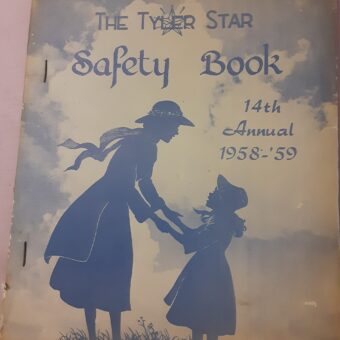 THE TYLER STAR
Safety Book
14th
Annual
1958-'59